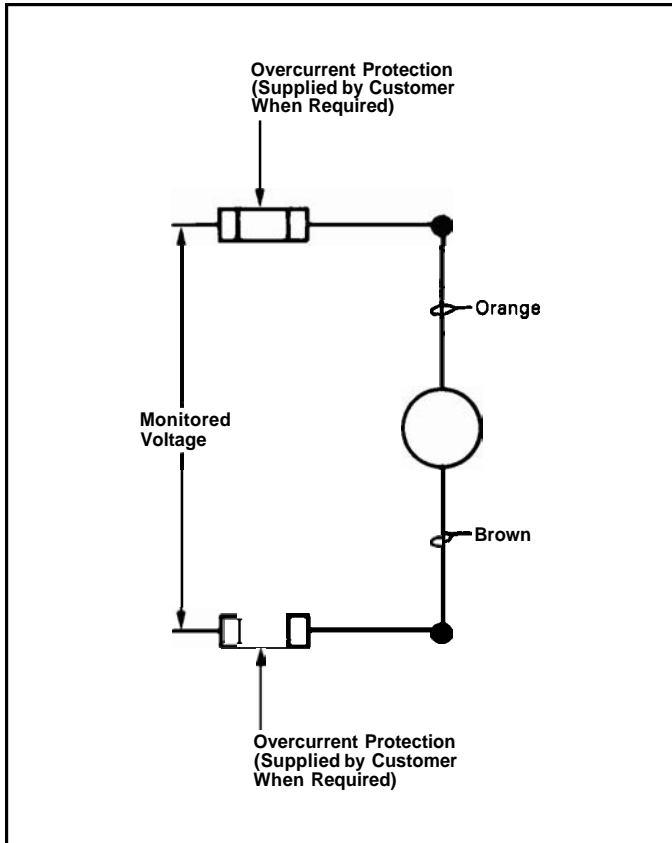 Overcurrent Protection
(Supplied by Customer
When Required)
Orange
Monitored
Voltage
Brown
Overcurrent Protection
(Supplied by Customer
When Required)